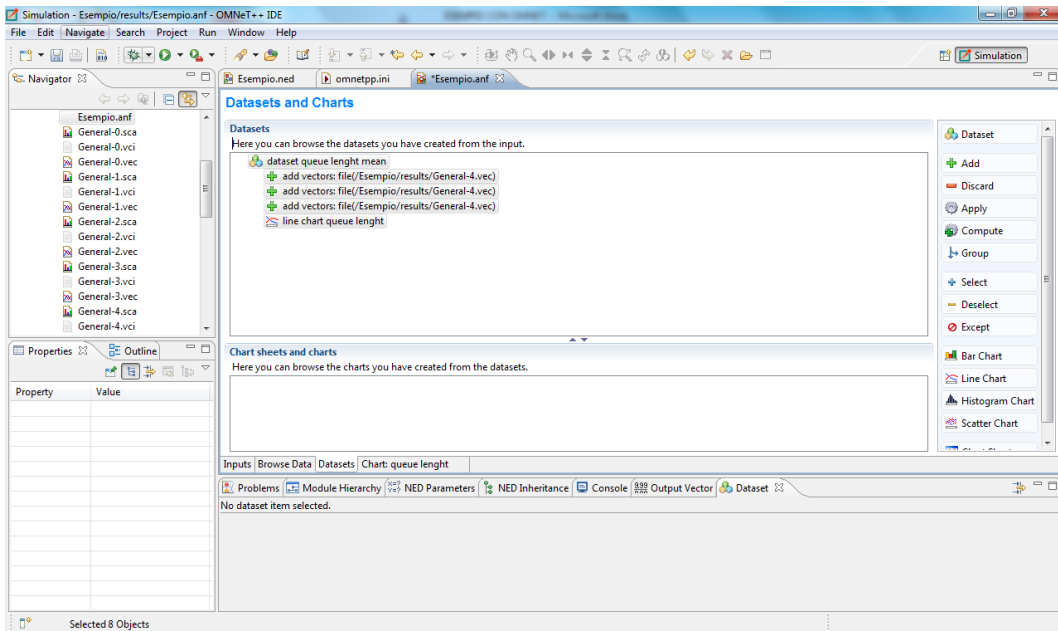 Simulation - Esempio/results/Esempio.anf - OMNeT++ IDE
File Edit Navigate Search Project Run Window Help
Simulation
Navigator
Esempio.anf
General-0.sca
General-0.vci
General-0.vec
General-1.sca
General-1.vci
General-1.vec
General-2.sca
General-2.vci
General-2.vec
General-3.sca
General-3.vci
General-3.vec
General-4.sca
General-4.vci
Properties Outline
Property Value
Esempio.ned omnetpp.ini *Esempio.anf
Datasets and Charts
Datasets
Here you can browse the datasets you have created from the input.
dataset queue lenght mean
add vectors: file(/Esempio/results/General-4.vec)
add vectors: file(/Esempio/results/General-4.vec)
add vectors: file(/Esempio/results/General-4.vec)
line chart queue lenght
Chart sheets and charts
Here you can browse the charts you have created from the datasets.
Dataset
Add
Discard
Apply
Compute
Group
Select
Deselect
Except
Bar Chart
Line Chart
Histogram Chart
Scatter Chart
Inputs Browse Data Datasets Chart: queue lenght
Problems Module Hierarchy NED Parameters NED Inheritance Console Output Vector Dataset
No dataset item selected.
Selected 8 Objects